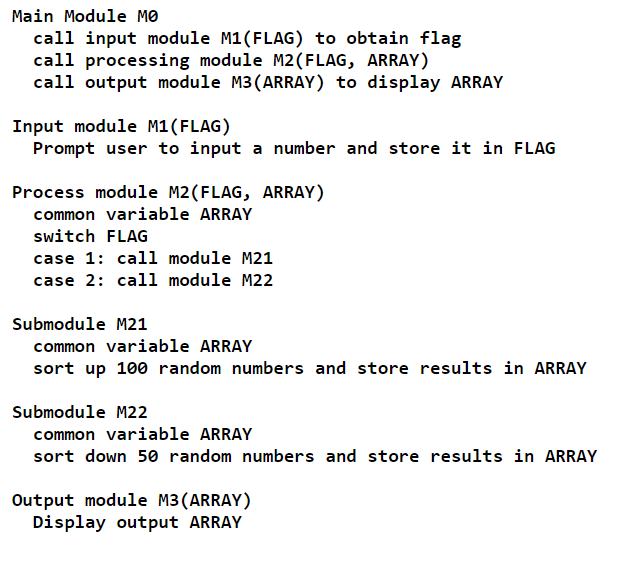 Main Module M0
call input module M1(FLAG) to obtain flag
call processing module M2(FLAG, ARRAY)
call output module M3(ARRAY) to display ARRAY
Input module M1(FLAG)
Prompt user to input a number and store it in FLAG
Process module M2(FLAG, ARRAY)
common variable ARRAY
switch FLAG
case 1: call module M21
case 2: call module M22
Submodule M21
common variable ARRAY
sort up 100 random numbers and store results in ARRAY
Submodule M22
common variable ARRAY
sort down 50 random numbers and store results in ARRAY
Output module M3(ARRAY)
Display output ARRAY